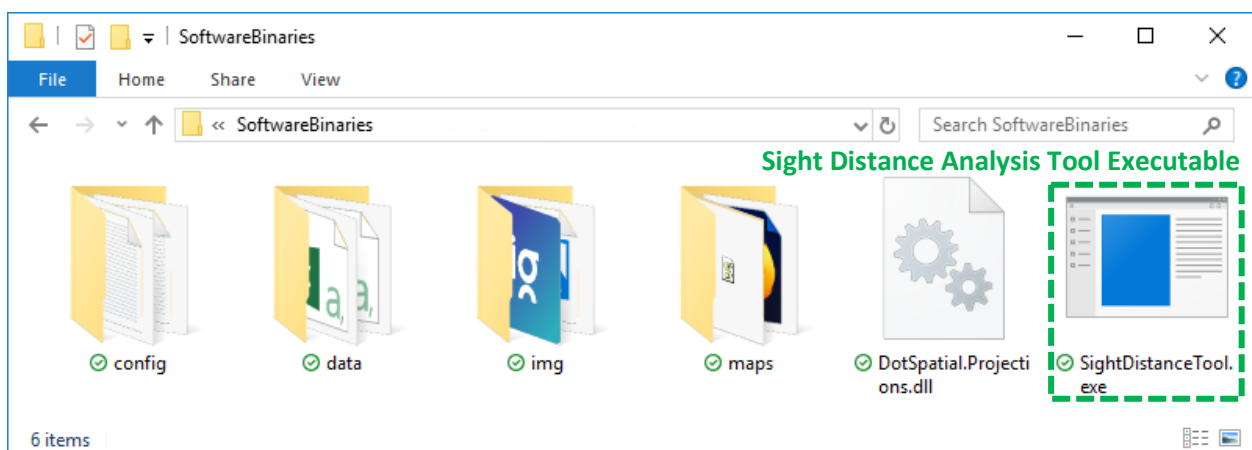 SoftwareBinaries
File Home Share View
« SoftwareBinaries
Search SoftwareBinaries
Sight Distance Analysis Tool Executable
a, a,
config
data
img
maps
DotSpatial.Projecti
ons.dll
SightDistanceTool.
exe
6 items